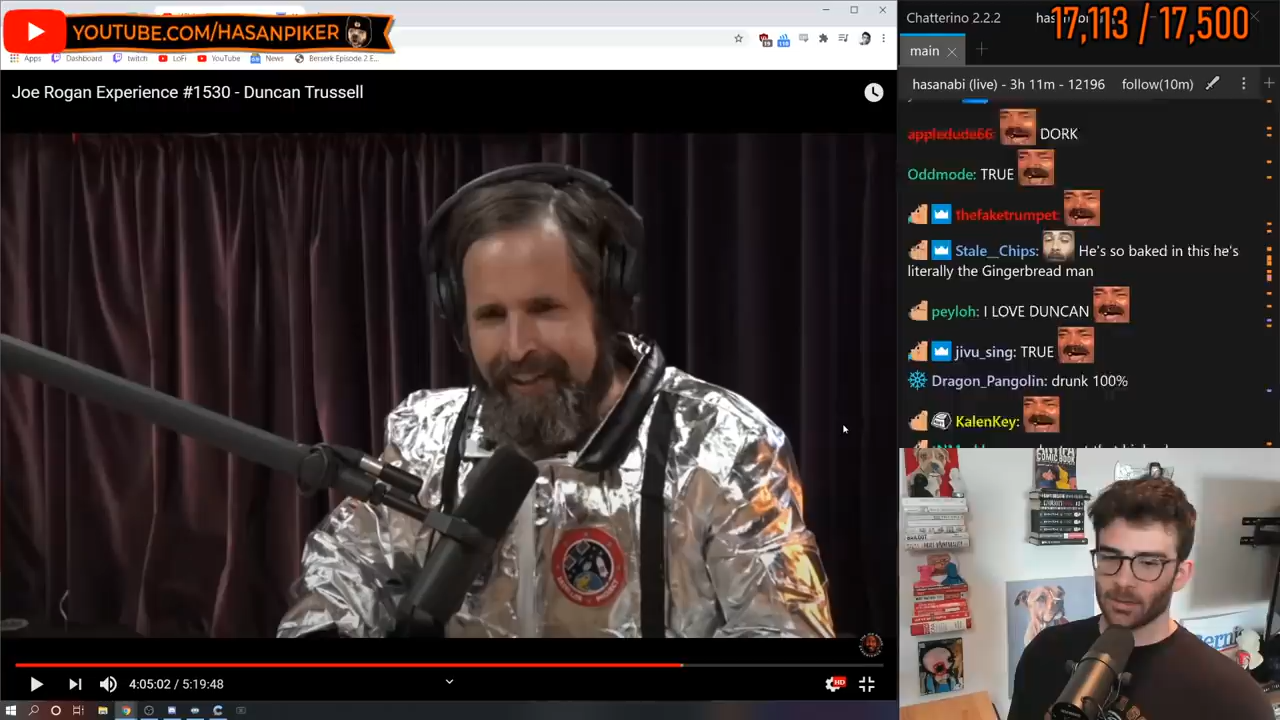 YOUTUBE.COM/HASANPIKER
Apps
Dashboard
twitch
LoFi
YouTube
News
Berserk Episode 2 E...
Joe Rogan Experience #1530 - Duncan Trussell
4:05:02 / 5:19:48
HD
Chatterino 2.2.2
17,113 / 17,500
main
hasanabi (live) - 3h 11m - 12196
follow(10m)
appledude66: DORK
Oddmode: TRUE
1hefaketrumpet:
Stale__Chips: He's so baked in this he's
literally the Gingerbread man
peyloh: I LOVE DUNCAN
jivu_sing: TRUE
Dragon_Pangolin: drunk 100%
KalenKey: